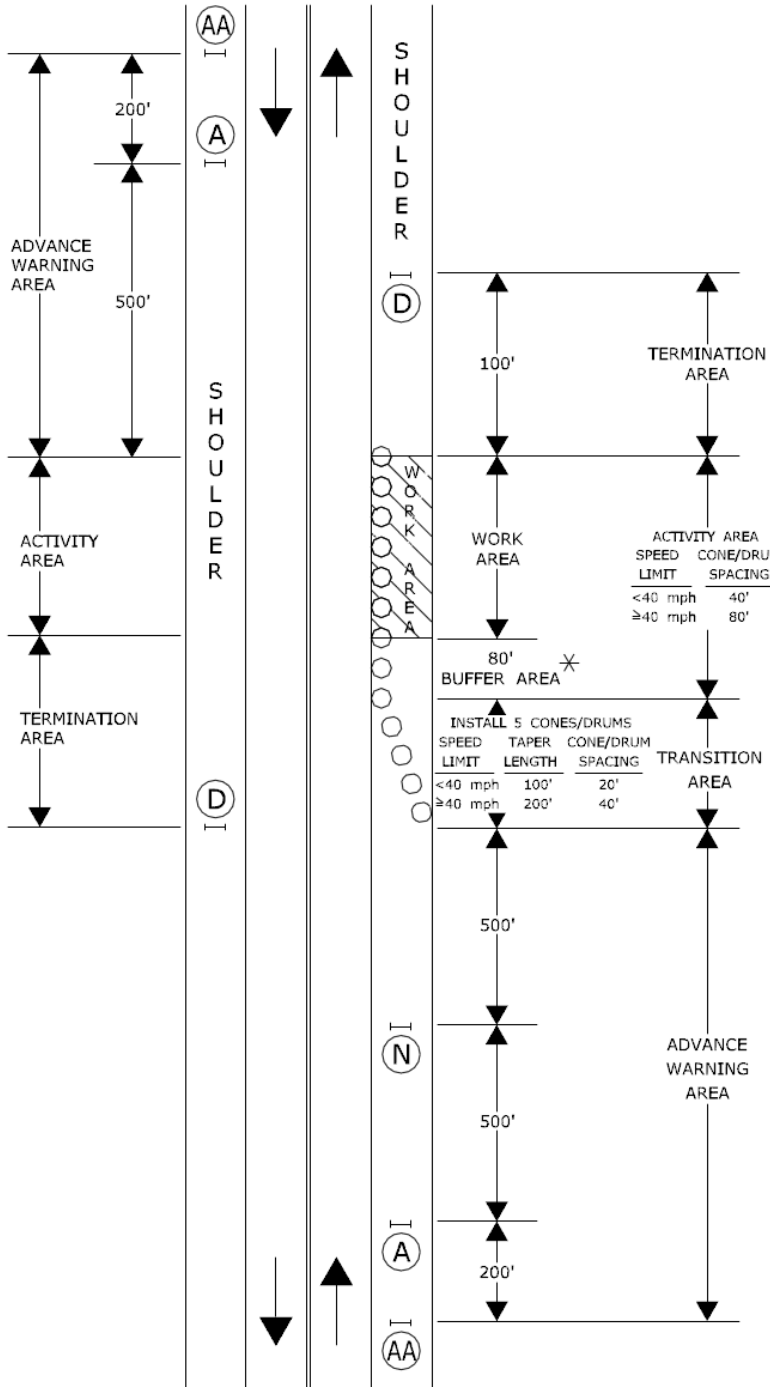 AA
200'
A
ADVANCE
WARNING
AREA
500'
SHOULDER
SHOULDER
D
100'
TERMINATION
AREA
ACTIVITY
AREA
WORK AREA
WORK
AREA
ACTIVITY AREA
SPEED CONE/DRU
LIMIT SPACING
<40 mph 40'
≥40 mph 80'
80'
BUFFER AREA *
TERMINATION
AREA
D
INSTALL 5 CONES/DRUMS
SPEED TAPER CONE/DRUM
LIMIT LENGTH SPACING
<40 mph 100' 20'
≥40 mph 200' 40'
TRANSITION
AREA
500'
N
500'
ADVANCE
WARNING
AREA
A
200'
AA